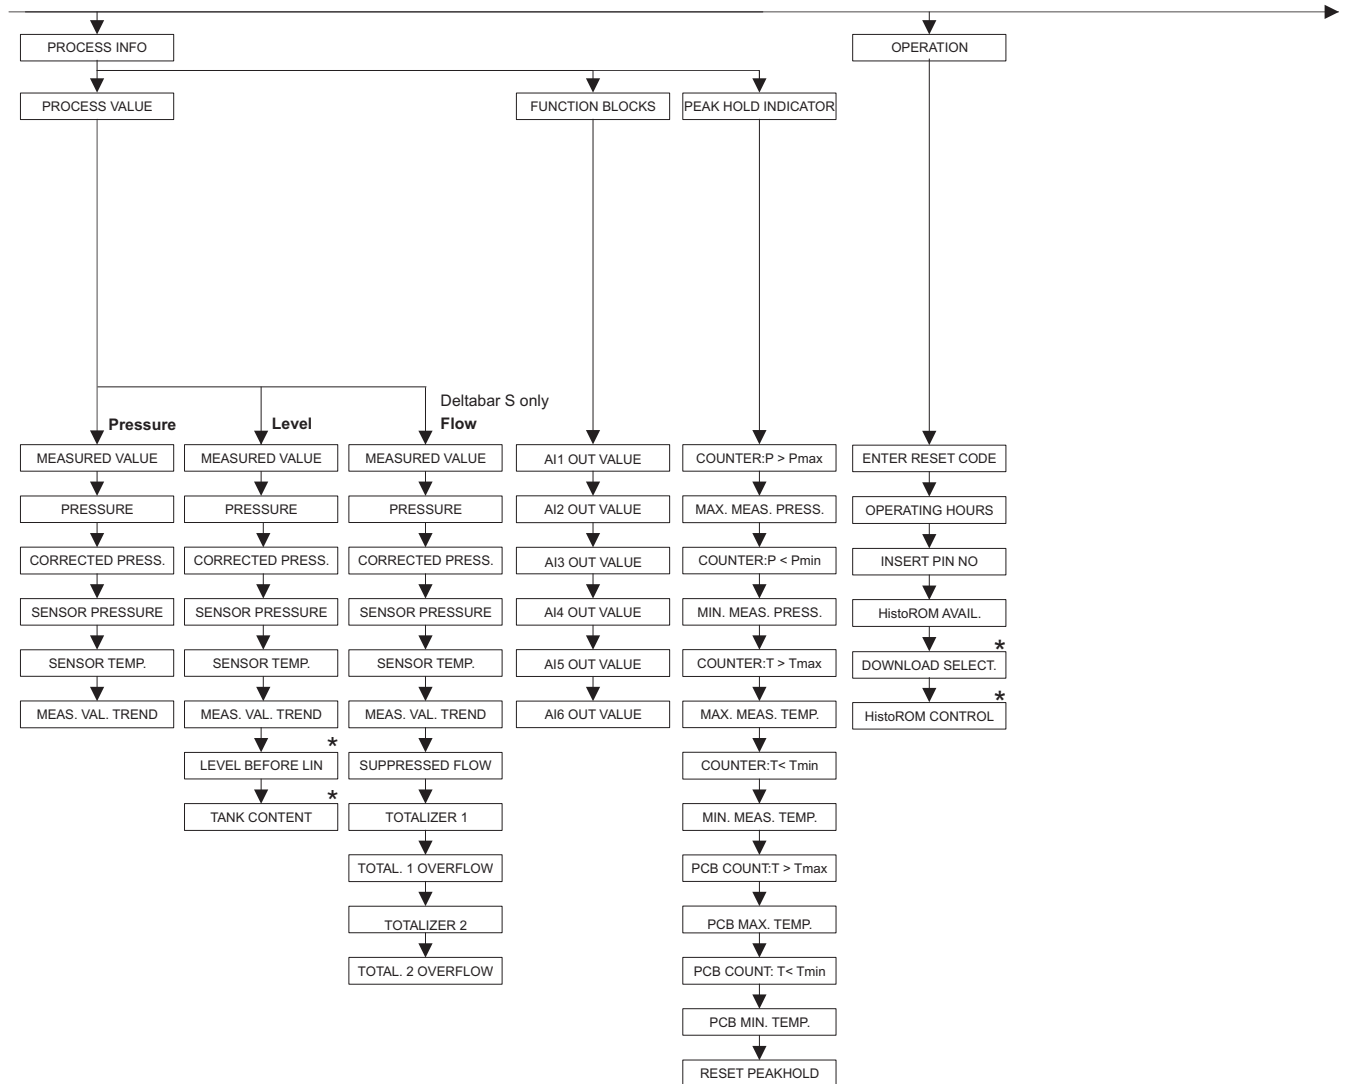 PROCESS INFO
OPERATION
PROCESS VALUE
FUNCTION BLOCKS
PEAK HOLD INDICATOR
Deltabar S only
Pressure
Level
Flow
MEASURED VALUE
PRESSURE
CORRECTED PRESS.
SENSOR PRESSURE
SENSOR TEMP.
MEAS. VAL. TREND
MEASURED VALUE
PRESSURE
CORRECTED PRESS.
SENSOR PRESSURE
SENSOR TEMP.
MEAS. VAL. TREND
*
LEVEL BEFORE LIN
*
TANK CONTENT
MEASURED VALUE
PRESSURE
CORRECTED PRESS.
SENSOR PRESSURE
SENSOR TEMP.
MEAS. VAL. TREND
SUPPRESSED FLOW
TOTALIZER 1
TOTAL. 1 OVERFLOW
TOTALIZER 2
TOTAL. 2 OVERFLOW
AI1 OUT VALUE
AI2 OUT VALUE
AI3 OUT VALUE
AI4 OUT VALUE
AI5 OUT VALUE
AI6 OUT VALUE
COUNTER:P > Pmax
MAX. MEAS. PRESS.
COUNTER:P < Pmin
MIN. MEAS. PRESS.
COUNTER:T > Tmax
MAX. MEAS. TEMP.
COUNTER:T< Tmin
MIN. MEAS. TEMP.
PCB COUNT:T > Tmax
PCB MAX. TEMP.
PCB COUNT: T< Tmin
PCB MIN. TEMP.
RESET PEAKHOLD
ENTER RESET CODE
OPERATING HOURS
INSERT PIN NO
HistoROM AVAIL.
*
DOWNLOAD SELECT.
*
HistoROM CONTROL